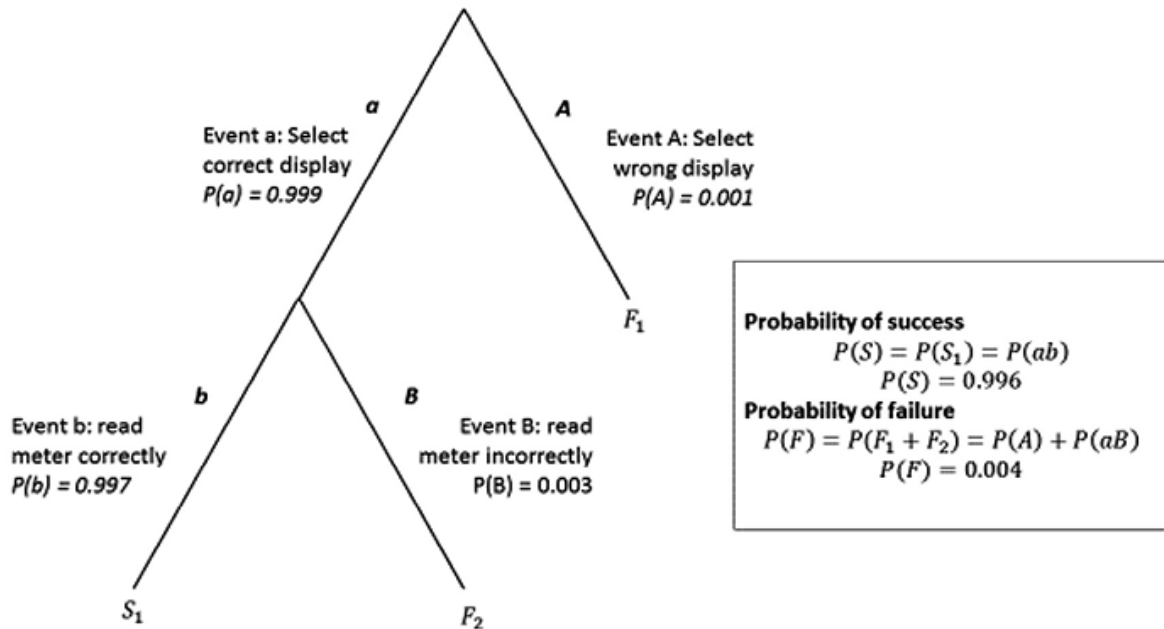 a
A
Event a: Select
correct display
P(a) = 0.999
Event A: Select
wrong display
P(A) = 0.001
F₁
b
B
Event b: read
meter correctly
P(b) = 0.997
Event B: read
meter incorrectly
P(B) = 0.003
S₁
F₂
Probability of success
P(S) = P(S₁) = P(ab)
P(S) = 0.996
Probability of failure
P(F) = P(F₁ + F₂) = P(A) + P(aB)
P(F) = 0.004